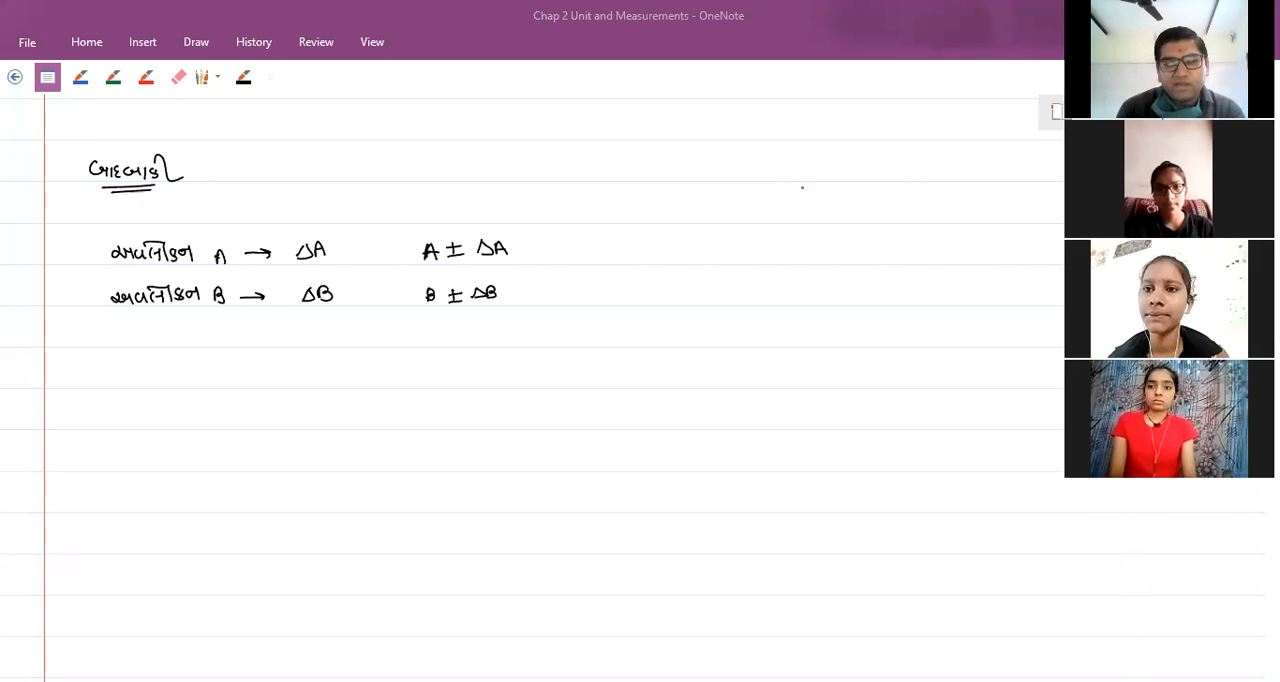 Chap 2 Unit and Measurements - OneNote
File Home Insert Draw History Review View
બાદબાકી
અવલોકન A → ΔA A ± ΔA
અવલોકન B → ΔB B ± ΔB